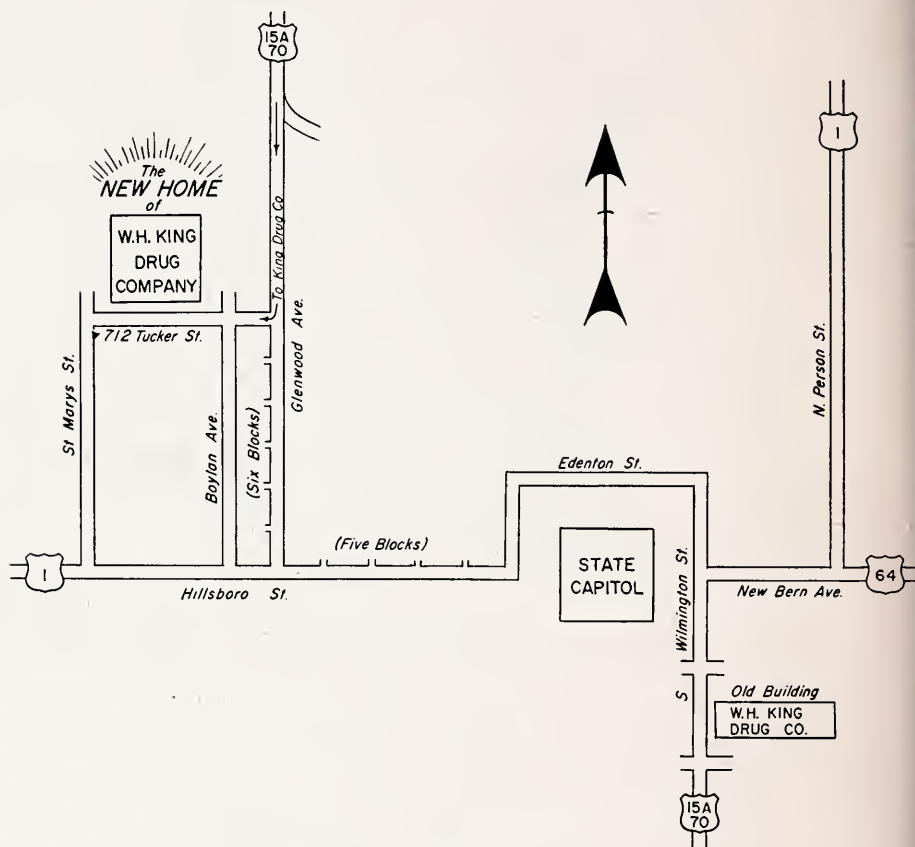 15A
70
1
The
NEW HOME
of
W.H. KING
DRUG
COMPANY
To King Drug Co
712 Tucker St.
St Marys St.
Boylan Ave.
(Six Blocks)
Glenwood Ave.
N. Person St.
Edenton St.
(Five Blocks)
1
Hillsboro St.
STATE
CAPITOL
Wilmington St.
S
New Bern Ave.
64
Old Building
W.H. KING
DRUG CO.
15A
70